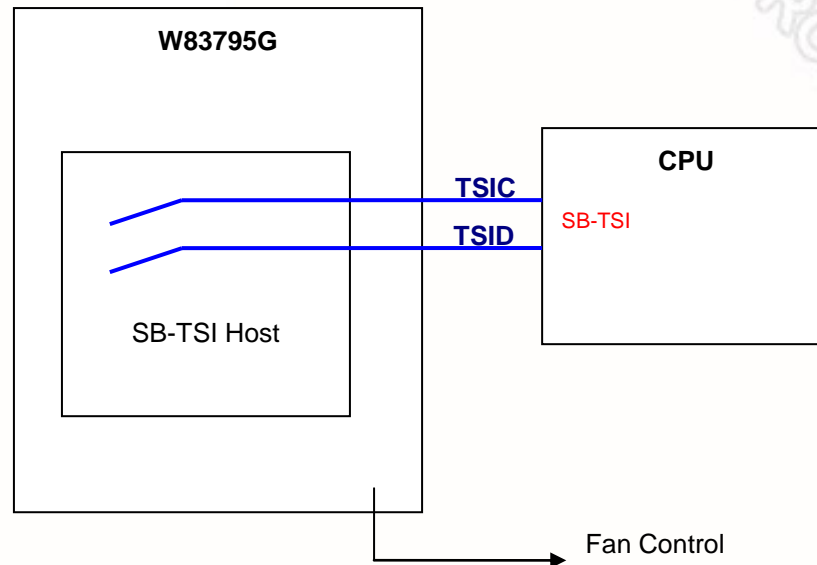 W83795G
CPU
TSIC
SB-TSI
TSID
SB-TSI Host
Fan Control